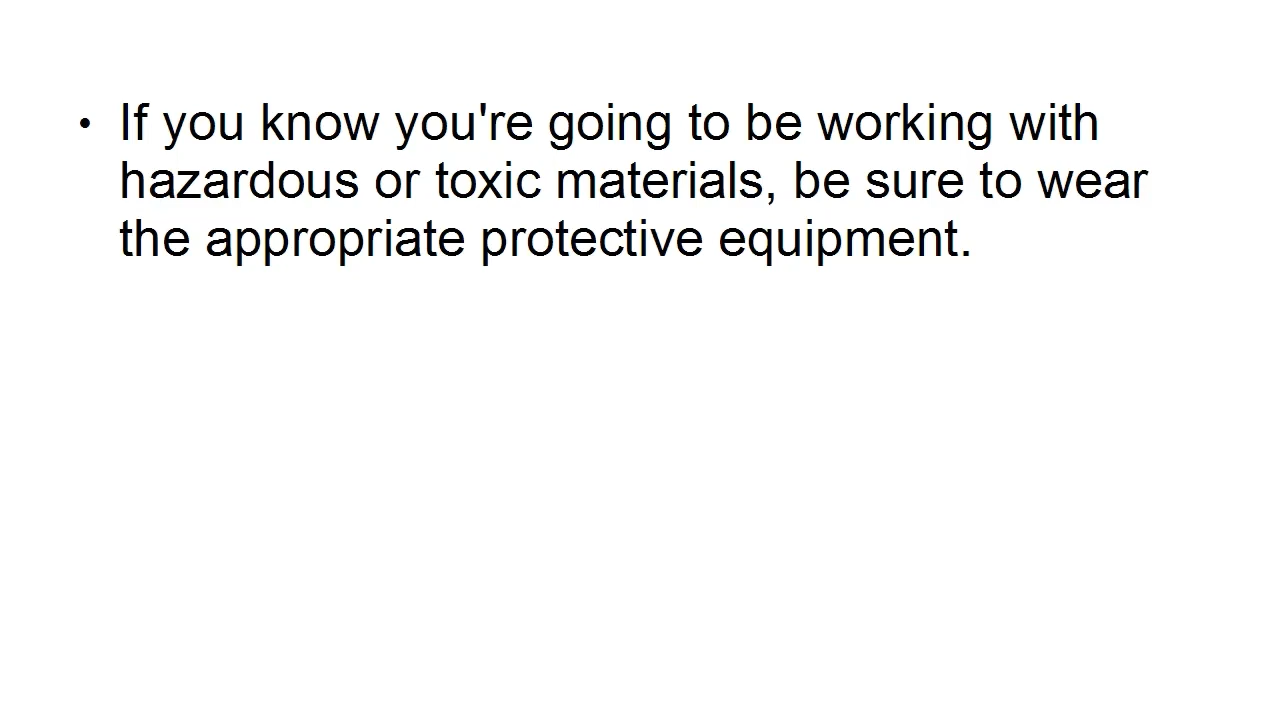 • If you know you're going to be working with
hazardous or toxic materials, be sure to wear
the appropriate protective equipment.